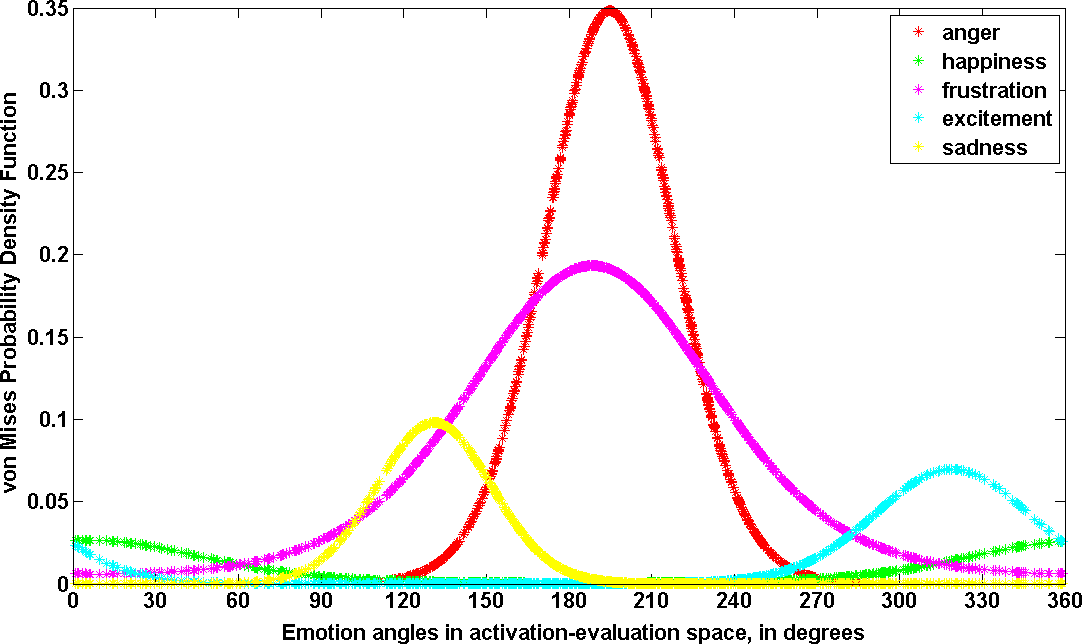 0.35
0.3
0.25
0.2
0.15
0.1
0.05
0
von Mises Probability Density Function
anger
happiness
frustration
excitement
sadness
0 30 60 90 120 150 180 210 240 270 300 330 360
Emotion angles in activation-evaluation space, in degrees